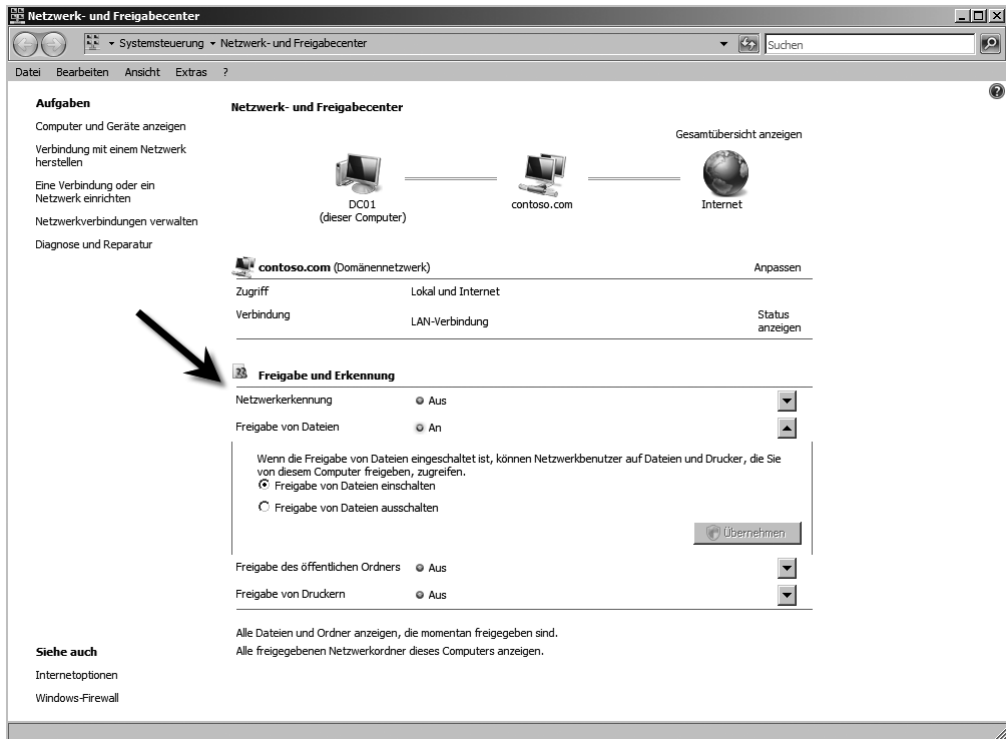 Netzwerk- und Freigabecenter
Systemsteuerung Netzwerk- und Freigabecenter
Suchen
Datei Bearbeiten Ansicht Extras ?
Aufgaben
Computer und Geräte anzeigen
Verbindung mit einem Netzwerk
herstellen
Eine Verbindung oder ein
Netzwerk einrichten
Netzwerkverbindungen verwalten
Diagnose und Reparatur
Netzwerk- und Freigabecenter
Gesamtübersicht anzeigen
DC01
(dieser Computer)
contoso.com
Internet
contoso.com (Domänennetzwerk)
Anpassen
Zugriff Lokal und Internet
Verbindung LAN-Verbindung
Status
anzeigen
Freigabe und Erkennung
Netzwerkerkennung Aus
Freigabe von Dateien An
Wenn die Freigabe von Dateien eingeschaltet ist, können Netzwerkbenutzer auf Dateien und Drucker, die Sie
von diesem Computer freigeben, zugreifen.
Freigabe von Dateien einschalten
Freigabe von Dateien ausschalten
Übernehmen
Freigabe des öffentlichen Ordners Aus
Freigabe von Druckern Aus
Alle Dateien und Ordner anzeigen, die momentan freigegeben sind.
Alle freigegebenen Netzwerkordner dieses Computers anzeigen.
Siehe auch
Internetoptionen
Windows-Firewall